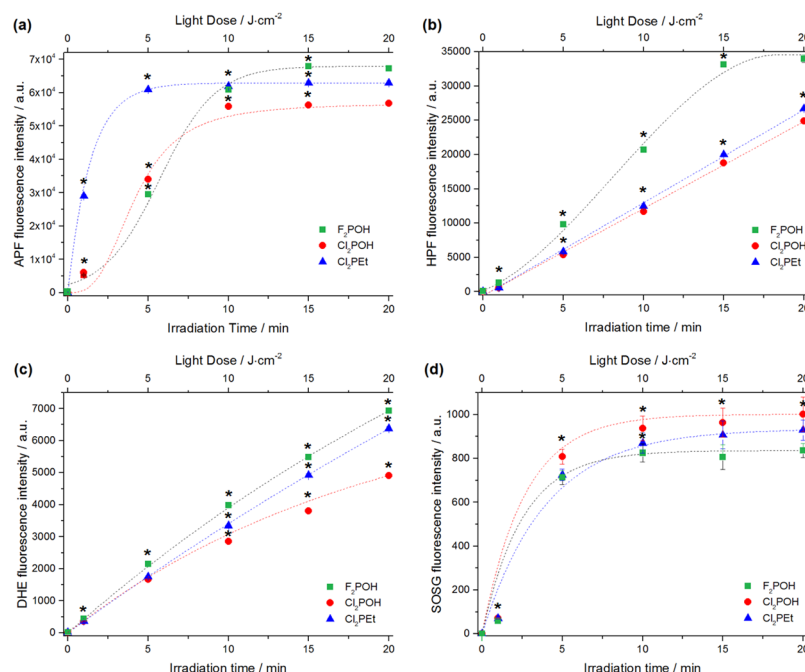 (a)
Light Dose / J·cm⁻²
0 5 10 15 20
APF fluorescence intensity / a.u.
7x10⁴
6x10⁴
5x10⁴
4x10⁴
3x10⁴
2x10⁴
1x10⁴
0
* * * * * * * * * *
F₂POH
Cl₂POH
Cl₂PEt
0 5 10 15 20
Irradiation Time / min
(b)
Light Dose / J·cm⁻²
0 5 10 15 20
HPF fluorescence intensity / a.u.
35000
30000
25000
20000
15000
10000
5000
0
* * * * * * * *
F₂POH
Cl₂POH
Cl₂PEt
0 5 10 15 20
Irradiation time / min
(c)
Light Dose / J·cm⁻²
0 5 10 15 20
DHE fluorescence intensity / a.u.
7000
6000
5000
4000
3000
2000
1000
0
* * * * * * * * * * *
F₂POH
Cl₂POH
Cl₂PEt
0 5 10 15 20
Irradiation time / min
(d)
Light Dose / J·cm⁻²
0 5 10 15 20
SOSG fluorescence intensity / a.u.
1000
800
600
400
200
0
* * * * * *
F₂POH
Cl₂POH
Cl₂PEt
0 5 10 15 20
Irradiation time / min